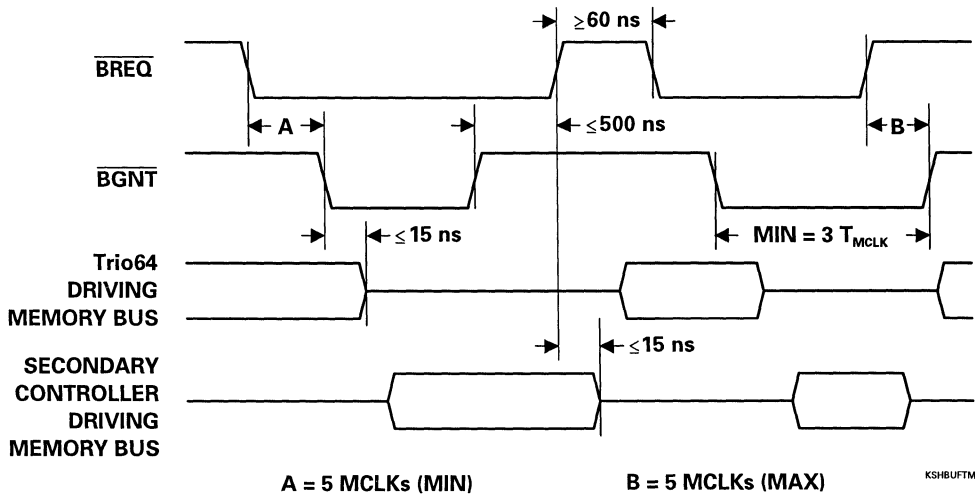 ≥60 ns
BREQ
A
≤500 ns
B
BGNT
≤15 ns
MIN = 3 TMCLK
Trio64
DRIVING
MEMORY BUS
≤15 ns
SECONDARY
CONTROLLER
DRIVING
MEMORY BUS
A = 5 MCLKs (MIN)
B = 5 MCLKs (MAX)
KSHBUFTM